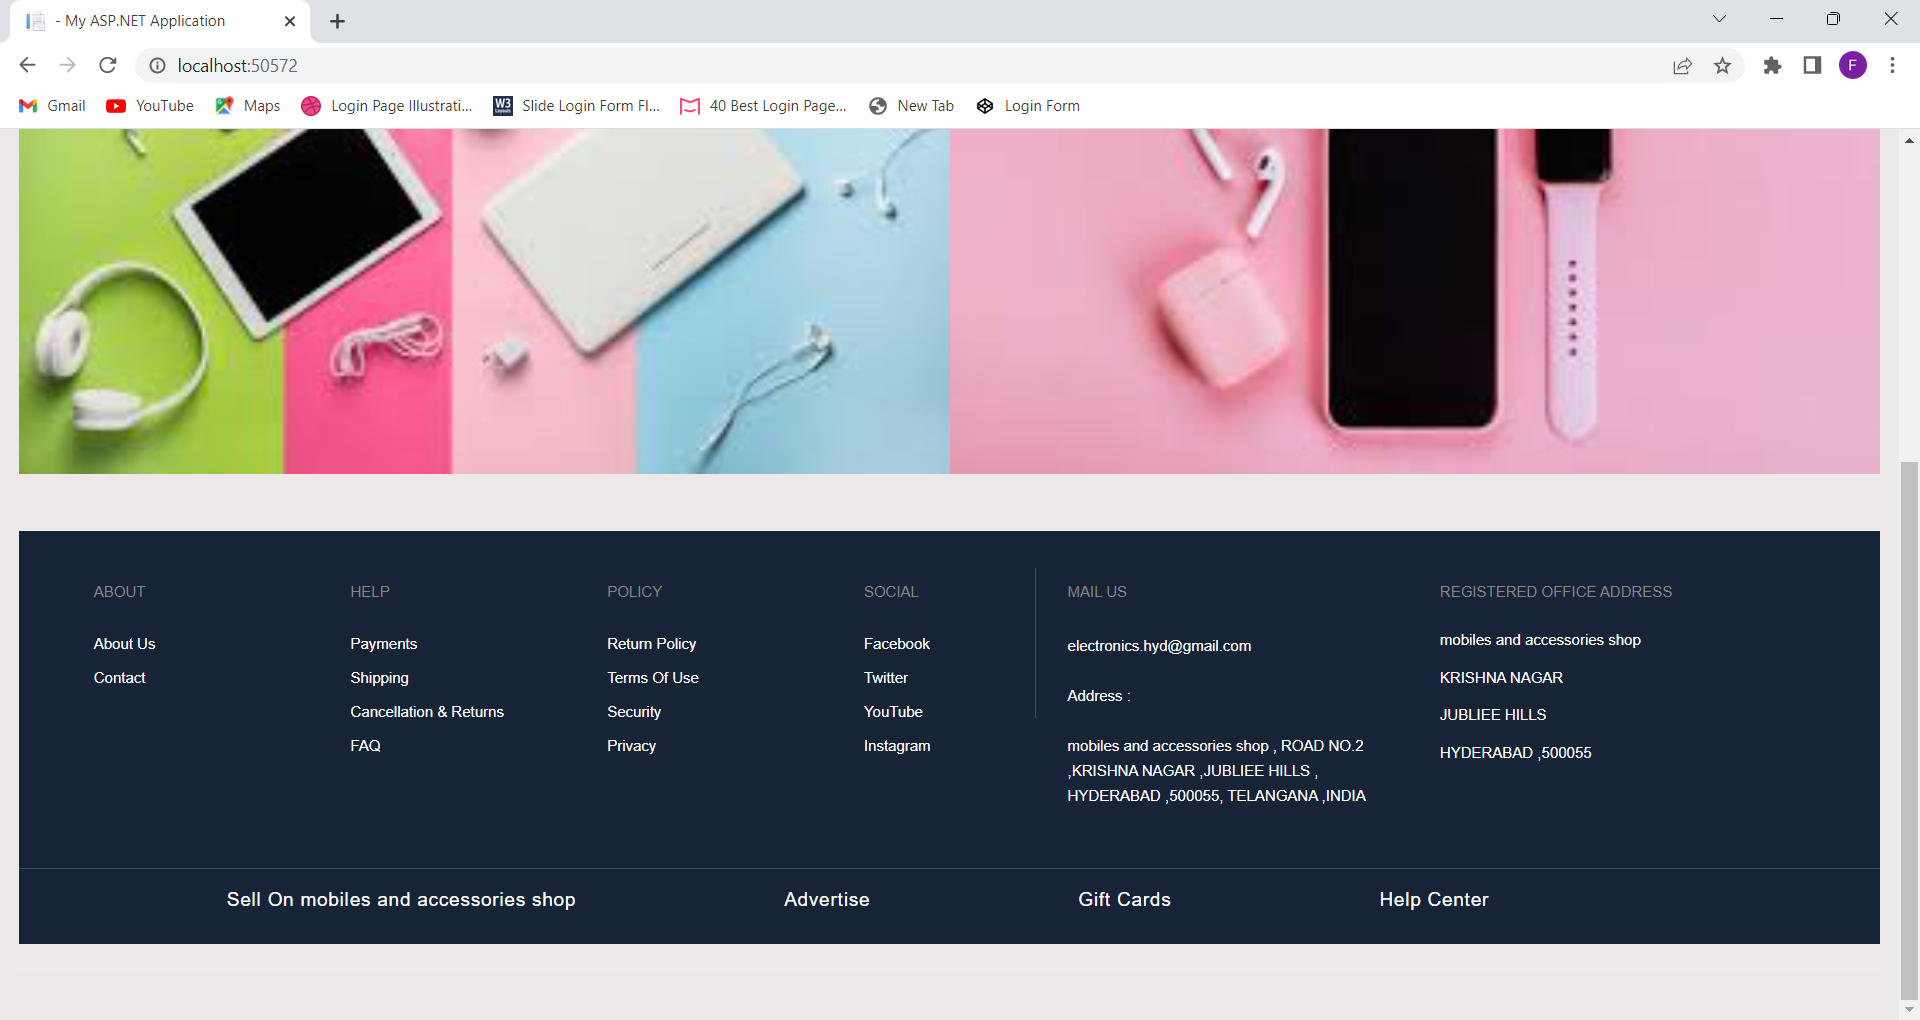 - My ASP.NET Application
localhost:50572
F
Gmail
YouTube
Maps
Login Page Illustrati...
W3 Layouts
Slide Login Form Fl...
40 Best Login Page...
New Tab
Login Form
ABOUT
About Us
Contact
HELP
Payments
Shipping
Cancellation & Returns
FAQ
POLICY
Return Policy
Terms Of Use
Security
Privacy
SOCIAL
Facebook
Twitter
YouTube
Instagram
MAIL US
electronics.hyd@gmail.com
Address :
mobiles and accessories shop , ROAD NO.2
,KRISHNA NAGAR ,JUBLIEE HILLS ,
HYDERABAD ,500055, TELANGANA ,INDIA
REGISTERED OFFICE ADDRESS
mobiles and accessories shop
KRISHNA NAGAR
JUBLIEE HILLS
HYDERABAD ,500055
Sell On mobiles and accessories shop
Advertise
Gift Cards
Help Center